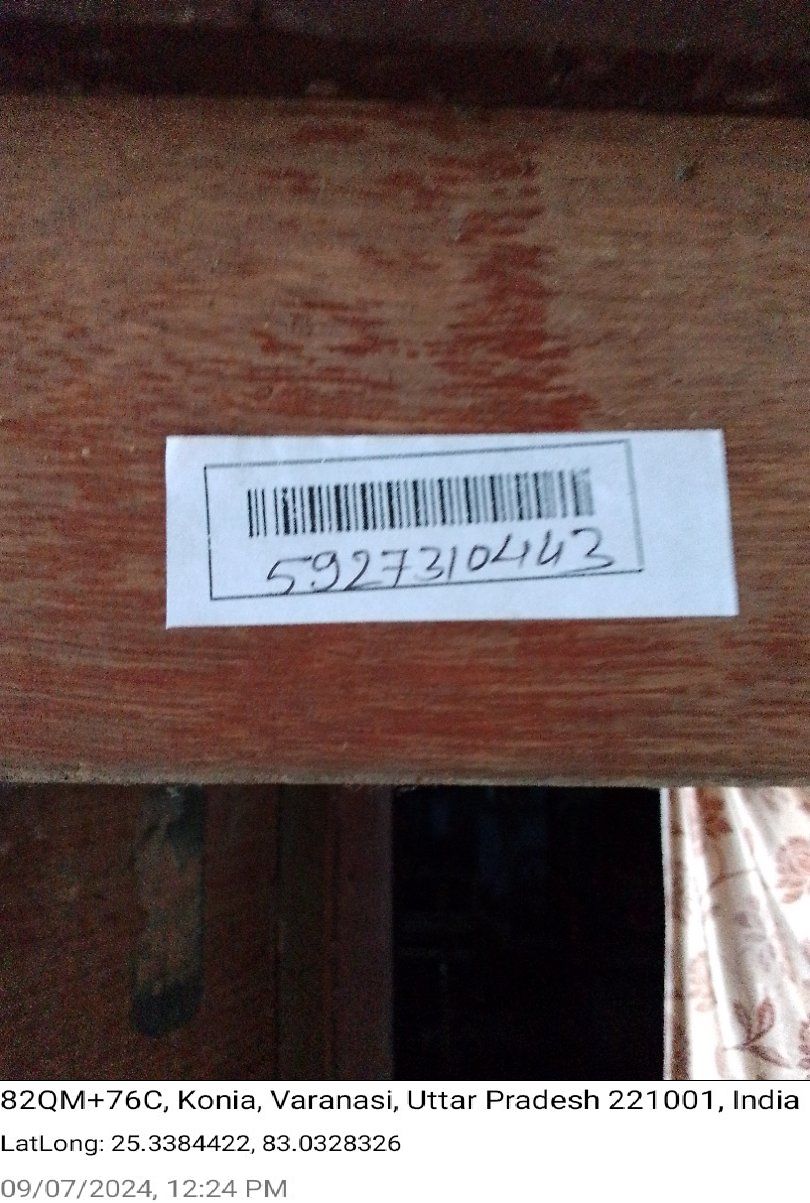 5927310443
82QM+76C, Konia, Varanasi, Uttar Pradesh 221001, India
LatLong: 25.3384422, 83.0328326
09/07/2024, 12:24 PM